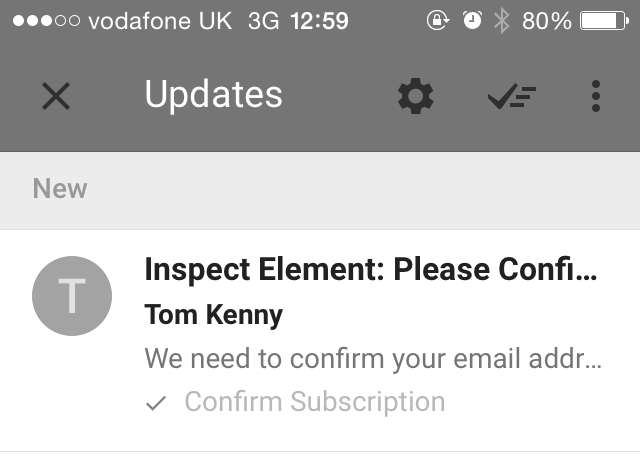 vodafone UK 3G 12:59 80%
Updates
New
T
Inspect Element: Please Confi...
Tom Kenny
We need to confirm your email addr...
Confirm Subscription